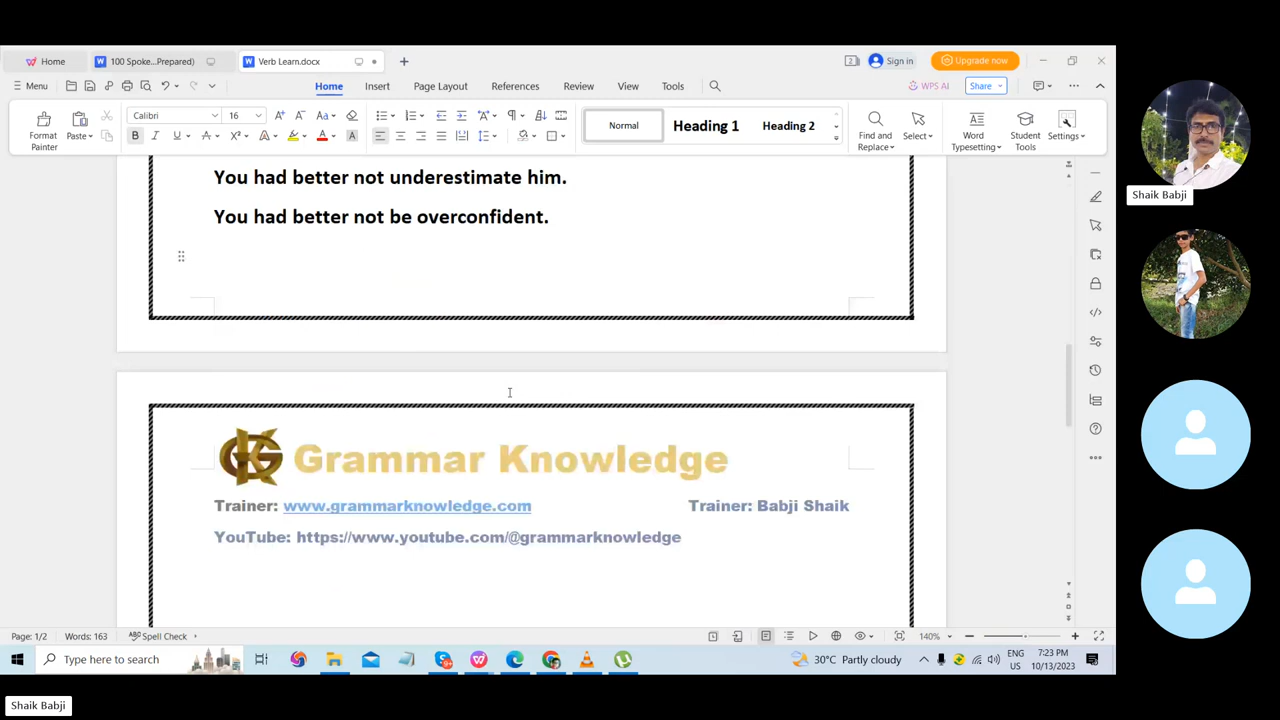 Home
100 Spoke...Prepared)
Verb Learn.docx
Sign in
Upgrade now
Menu
Home
Insert
Page Layout
References
Review
View
Tools
WPS AI
Share
Calibri
16
Format Painter
Paste
Normal
Heading 1
Heading 2
Find and Replace
Select
Word Typesetting
Student Tools
Settings
You had better not underestimate him.
You had better not be overconfident.
GK Grammar Knowledge
Trainer: www.grammarknowledge.com Trainer: Babji Shaik
YouTube: https://www.youtube.com/@grammarknowledge
Page: 1/2 Words: 163 Spell Check 140%
Type here to search
30°C Partly cloudy
ENG US
7:23 PM
10/13/2023
Shaik Babji
Shaik Babji